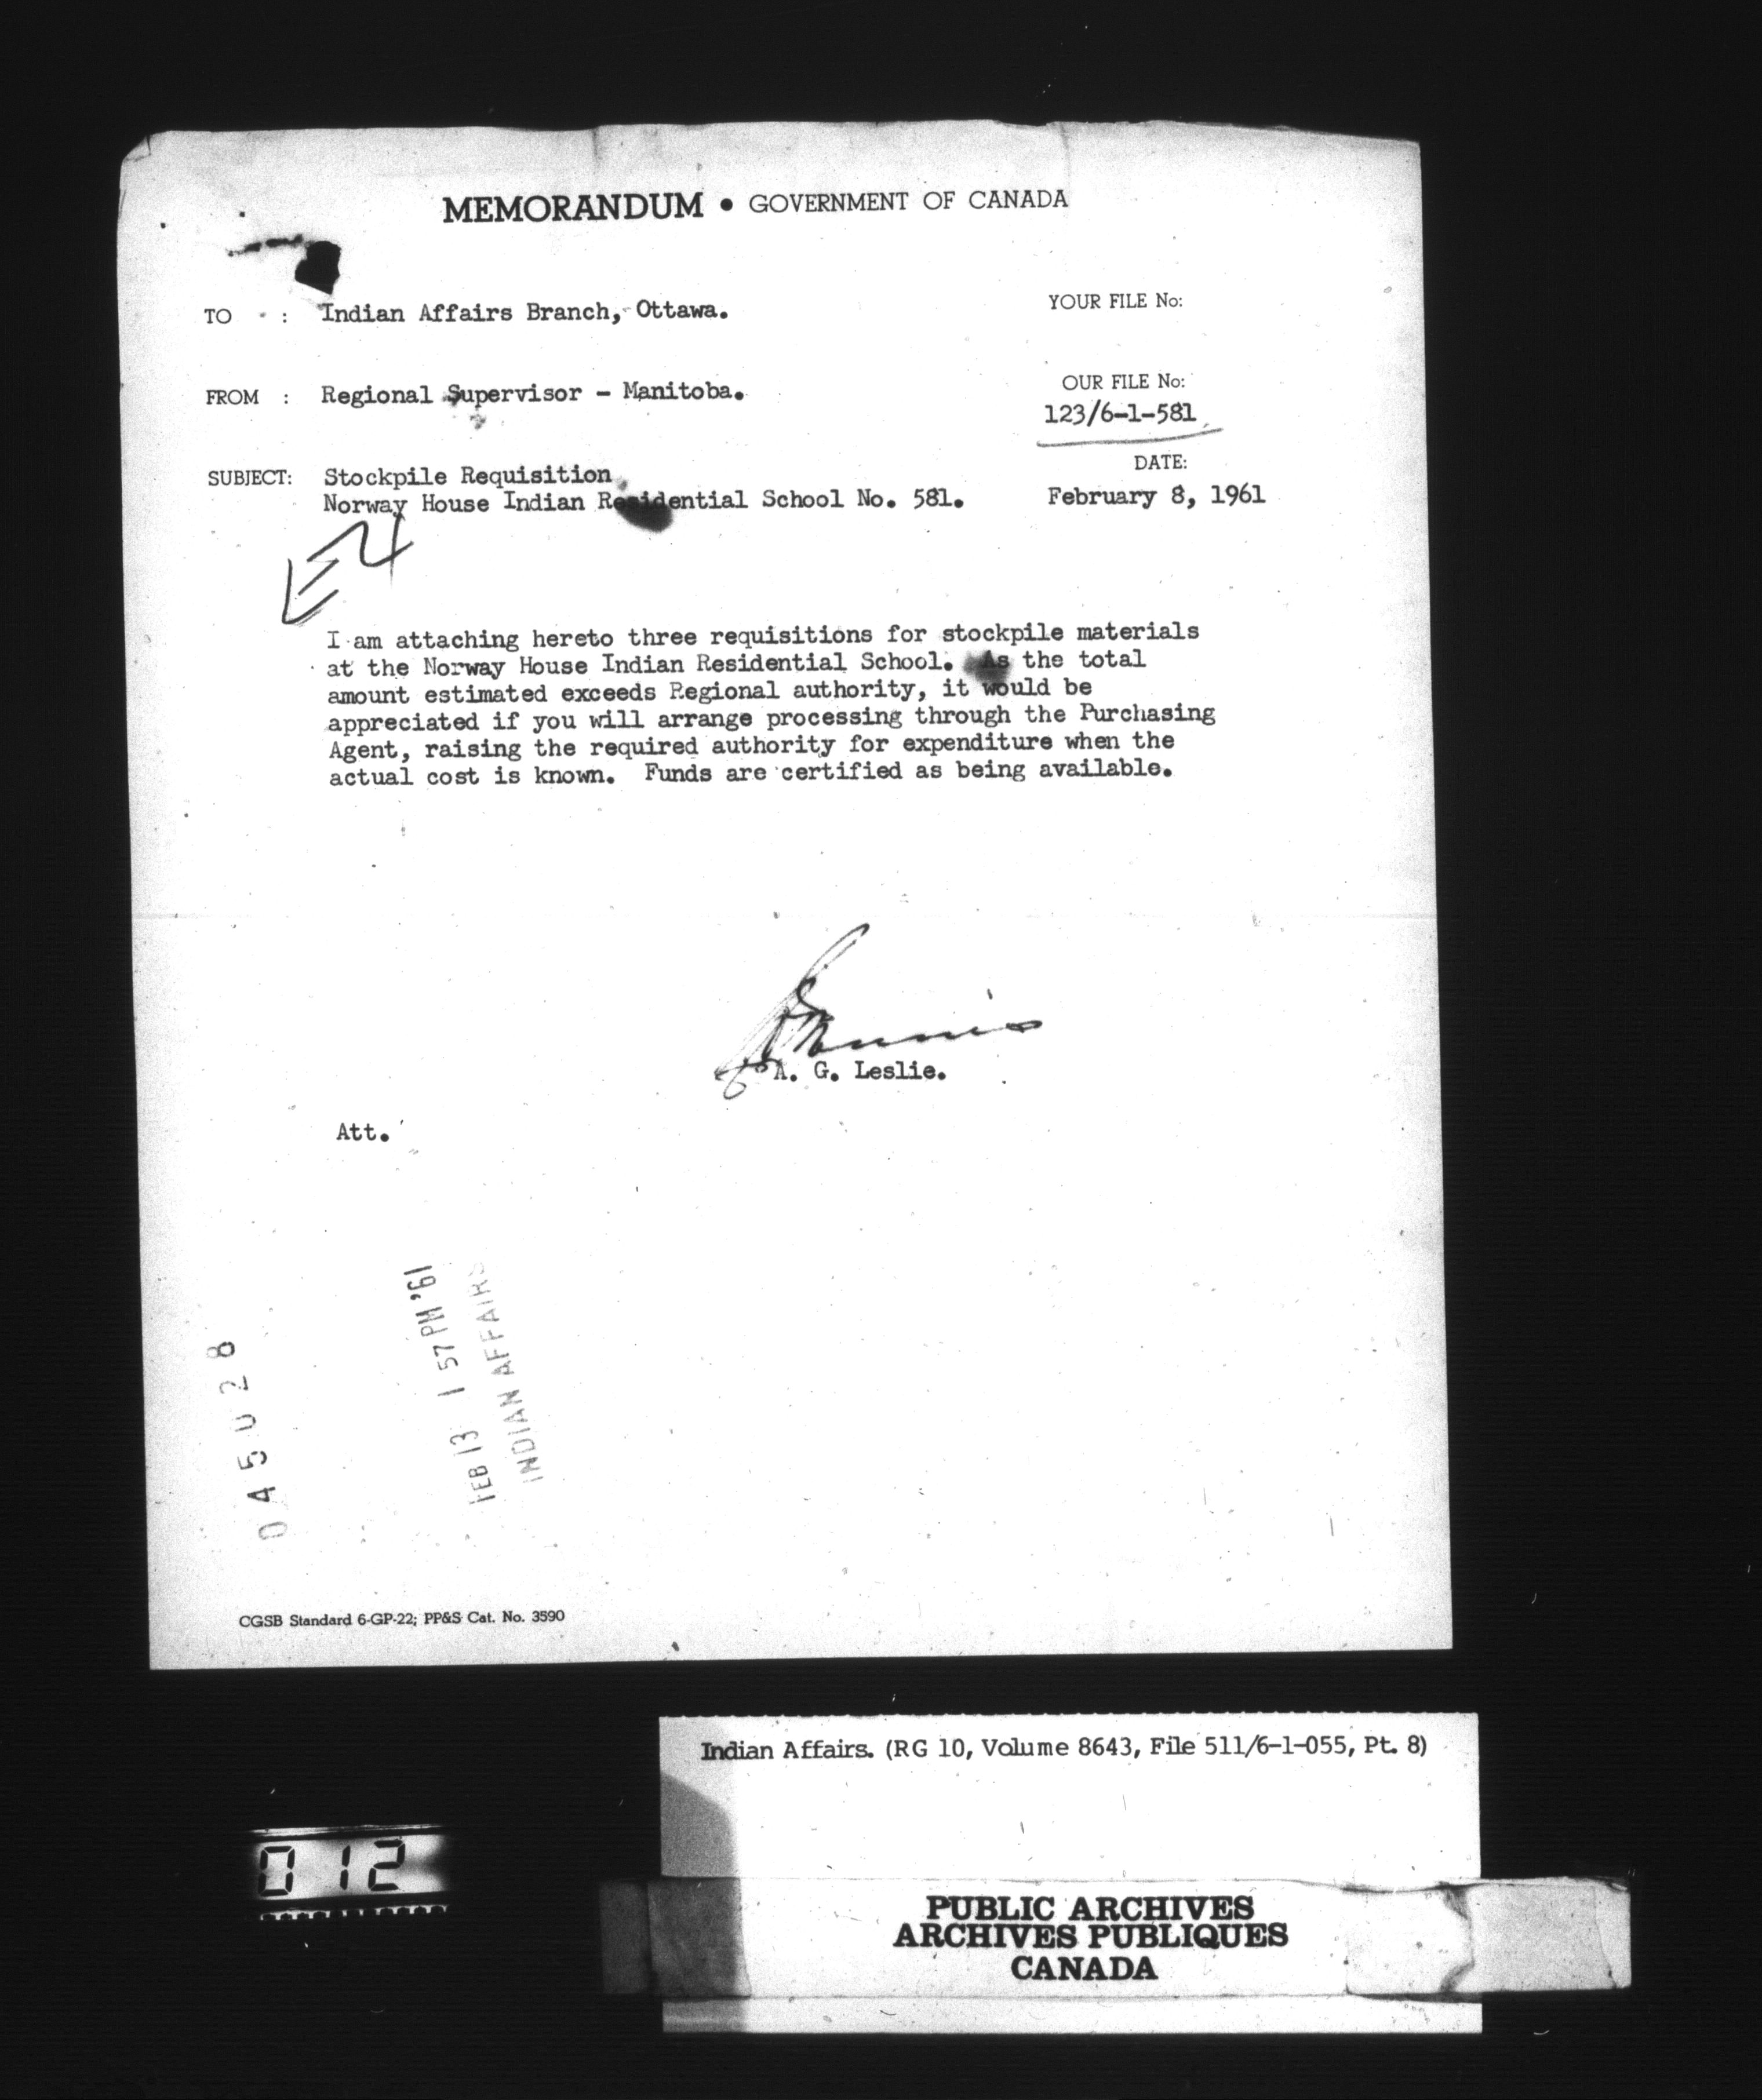 MEMORANDUM • GOVERNMENT OF CANADA
TO : Indian Affairs Branch, Ottawa.
YOUR FILE No:
FROM : Regional Supervisor - Manitoba.
OUR FILE No:
123/6-1-581
SUBJECT: Stockpile Requisition
Norway House Indian Residential School No. 581.
DATE:
February 8, 1961
I am attaching hereto three requisitions for stockpile materials
at the Norway House Indian Residential School. As the total
amount estimated exceeds Regional authority, it would be
appreciated if you will arrange processing through the Purchasing
Agent, raising the required authority for expenditure when the
actual cost is known. Funds are certified as being available.
A. G. Leslie.
Att.
FEB 13 1 57 PM '61
INDIAN AFFAIRS
CGSB Standard 6-GP-22; PP&S Cat. No. 3590
Indian Affairs. (RG 10, Volume 8643, File 511/6-1-055, Pt. 8)
012
PUBLIC ARCHIVES
ARCHIVES PUBLIQUES
CANADA